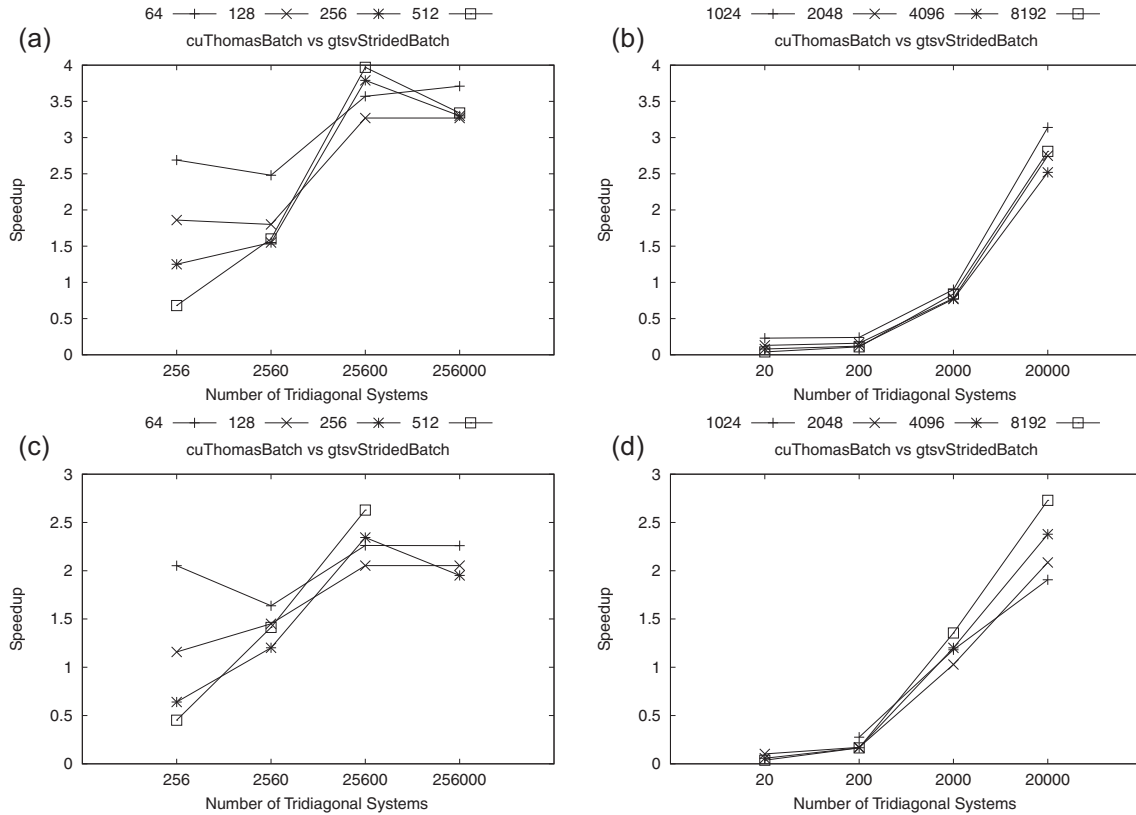 64 128 256 512
(a)
cuThomasBatch vs gtsvStridedBatch
4
3.5
3
2.5
2
1.5
1
0.5
0
Speedup
256 2560 25600 256000
Number of Tridiagonal Systems
1024 2048 4096 8192
(b)
cuThomasBatch vs gtsvStridedBatch
4
3.5
3
2.5
2
1.5
1
0.5
0
Speedup
20 200 2000 20000
Number of Tridiagonal Systems
64 128 256 512
(c)
cuThomasBatch vs gtsvStridedBatch
3
2.5
2
1.5
1
0.5
0
Speedup
256 2560 25600 256000
Number of Tridiagonal Systems
1024 2048 4096 8192
(d)
cuThomasBatch vs gtsvStridedBatch
3
2.5
2
1.5
1
0.5
0
Speedup
20 200 2000 20000
Number of Tridiagonal Systems